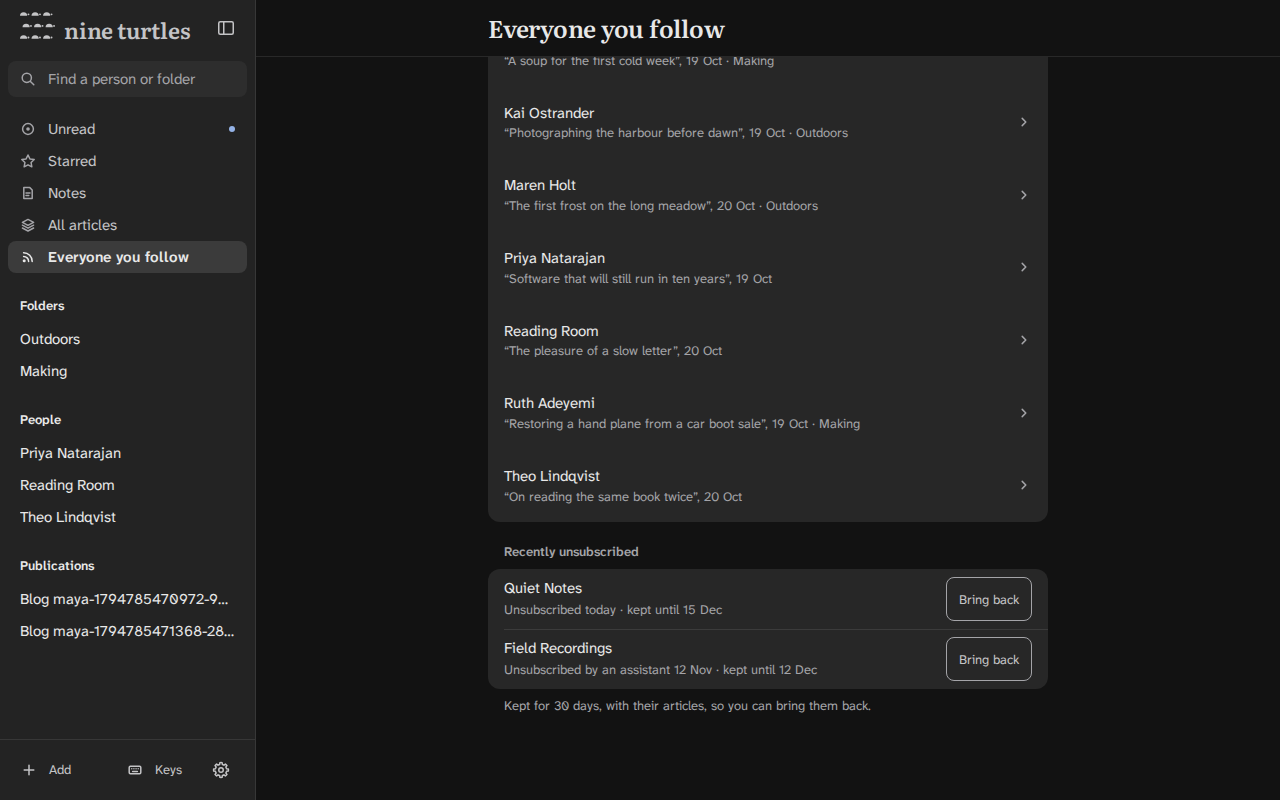 nine turtles
Find a person or folder
Unread
Starred
Notes
All articles
Everyone you follow
Folders
Outdoors
Making
People
Priya Natarajan
Reading Room
Theo Lindqvist
Publications
Blog maya-1794785470972-9…
Blog maya-1794785471368-28…
Add
Keys
Everyone you follow
“A soup for the first cold week”, 19 Oct · Making
Kai Ostrander
“Photographing the harbour before dawn”, 19 Oct · Outdoors
Maren Holt
“The first frost on the long meadow”, 20 Oct · Outdoors
Priya Natarajan
“Software that will still run in ten years”, 19 Oct
Reading Room
“The pleasure of a slow letter”, 20 Oct
Ruth Adeyemi
“Restoring a hand plane from a car boot sale”, 19 Oct · Making
Theo Lindqvist
“On reading the same book twice”, 20 Oct
Recently unsubscribed
Quiet Notes
Unsubscribed today · kept until 15 Dec
Bring back
Field Recordings
Unsubscribed by an assistant 12 Nov · kept until 12 Dec
Bring back
Kept for 30 days, with their articles, so you can bring them back.